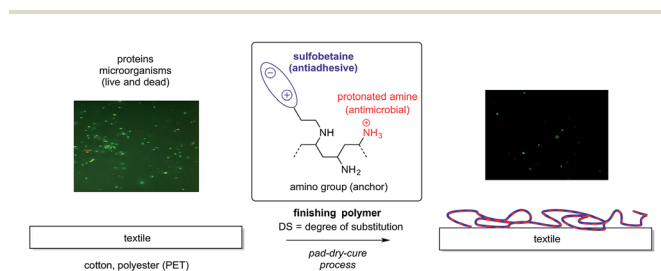 proteins
microorganisms
(live and dead)
textile
cotton, polyester (PET)
sulfobetaine
(antiadhesive)
⊖
⊕
protonated amine
(antimicrobial)
⊕
NH₃
NH
NH₂
amino group (anchor)
finishing polymer
DS = degree of substitution
pad-dry-cure
process
textile